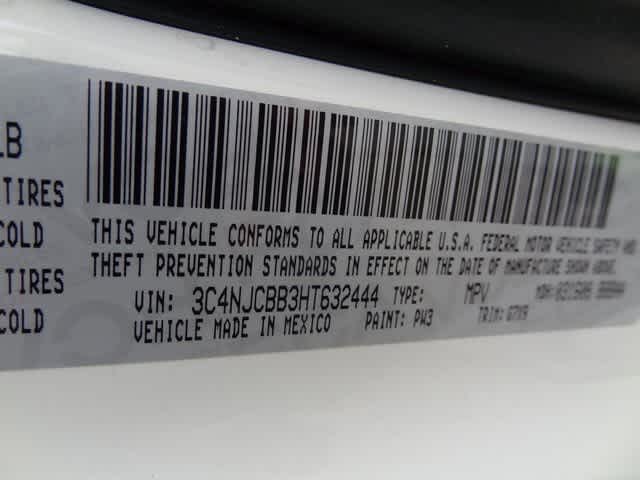 LB
TIRES
COLD
TIRES
COLD
THIS VEHICLE CONFORMS TO ALL APPLICABLE U.S.A. FEDERAL MOTOR VEHICLE SAFETY AND
THEFT PREVENTION STANDARDS IN EFFECT ON THE DATE OF MANUFACTURE SHOWN ABOVE.
VIN: 3C4NJCBB3HT632444 TYPE: MPV MDH:
VEHICLE MADE IN MEXICO PAINT: PW3 TRIM: